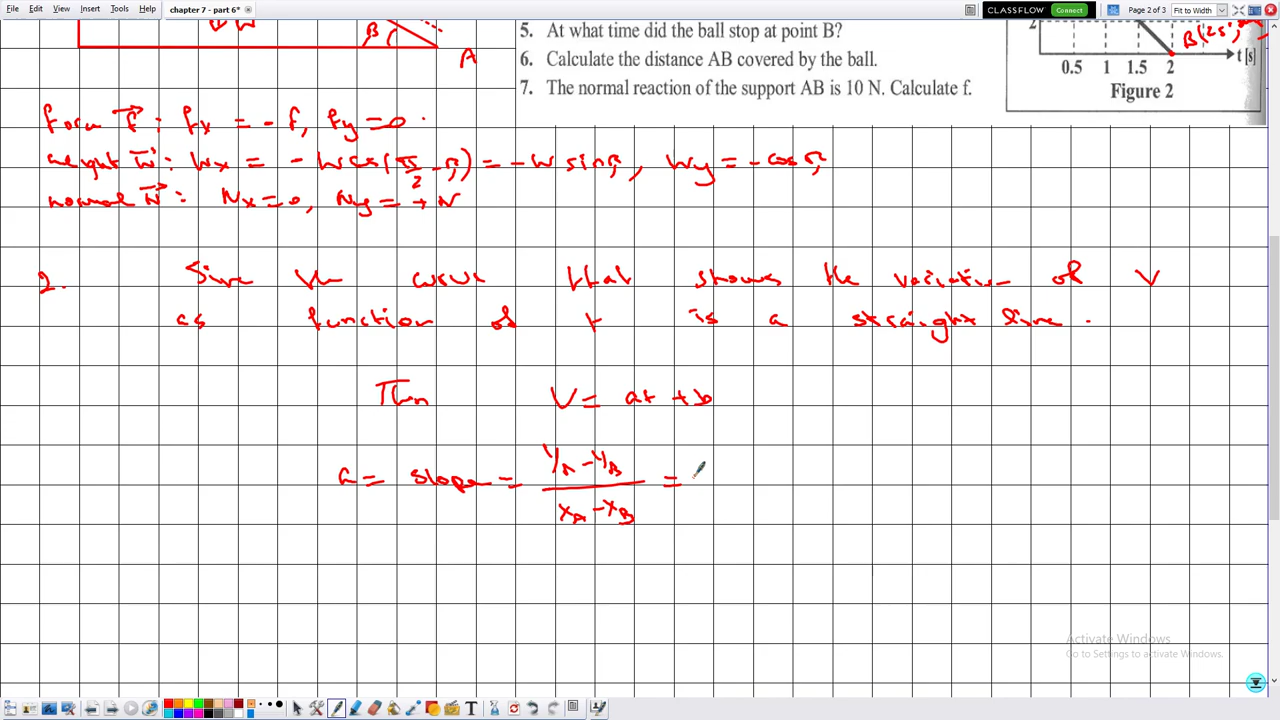 File Edit View Insert Tools Help chapter 7 - part 6* CLASSFLOW Connect Page 2 of 3 Fit to Width
W
β
A
5. At what time did the ball stop at point B?
6. Calculate the distance AB covered by the ball.
7. The normal reaction of the support AB is 10 N. Calculate f.
2
B(2s,
0.5 1 1.5 2 t [s]
Figure 2
f⃗ : fx = -f, fy = 0.
weight W⃗ : Wx = -W cos(π/2 - β) = -W sinβ, Wy = -cosβ
normal N⃗ : Nx = 0, Ny = +N
2. Since the curve that shows the variation of V
as function of t is a straight line.
Then V = at + b
a = slope = (yA - yB)/(xA - xB) =
Activate Windows
Go to Settings to activate Windows.